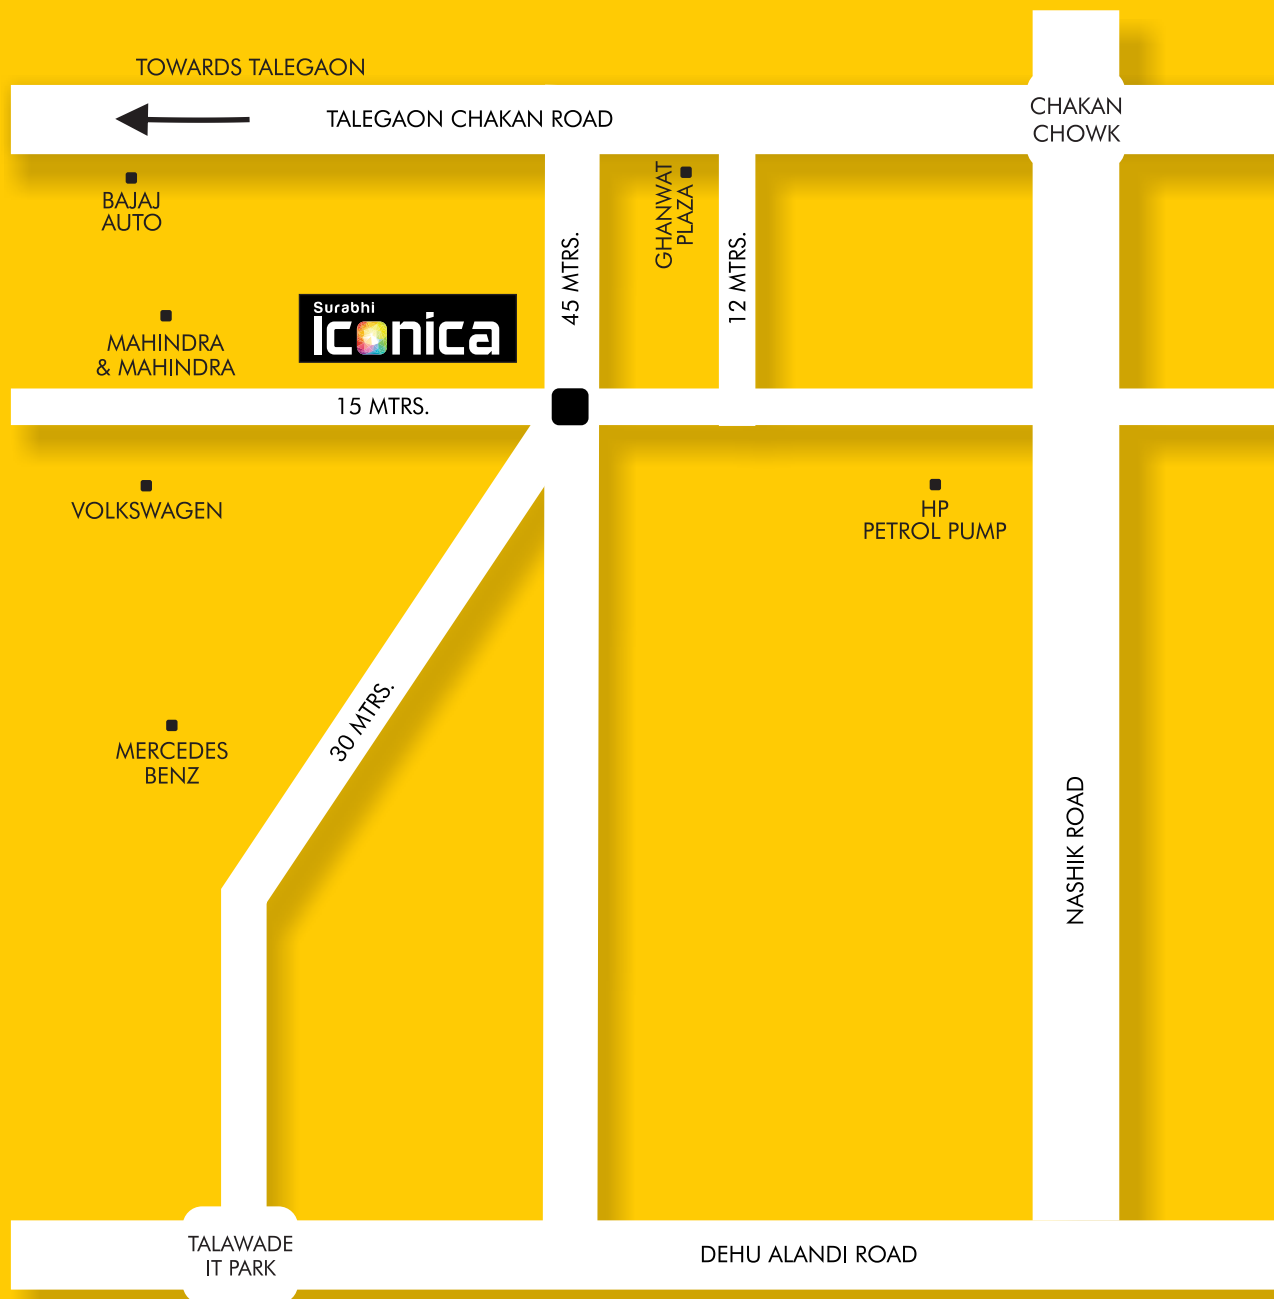 TOWARDS TALEGAON
TALEGAON CHAKAN ROAD
CHAKAN
CHOWK
BAJAJ
AUTO
GHANWAT
PLAZA
45 MTRS.
12 MTRS.
Surabhi
Iconica
MAHINDRA
& MAHINDRA
15 MTRS.
VOLKSWAGEN
HP
PETROL PUMP
30 MTRS.
MERCEDES
BENZ
NASHIK ROAD
TALAWADE
IT PARK
DEHU ALANDI ROAD